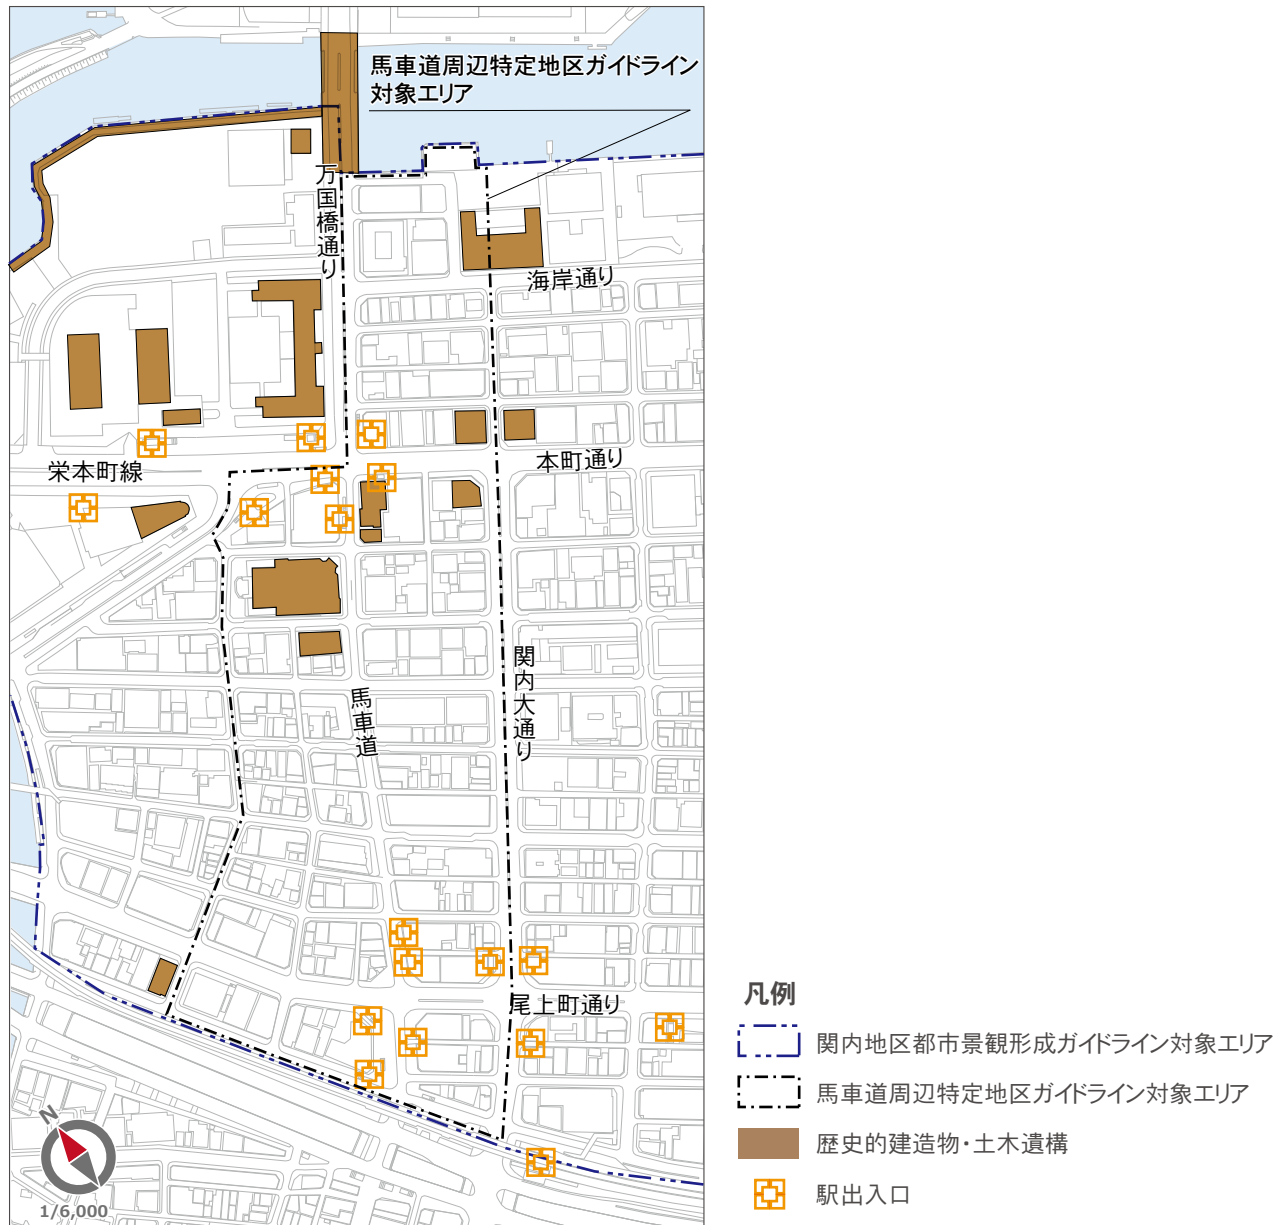 馬車道周辺特定地区ガイドライン
対象エリア
万国橋通り
海岸通り
本町通り
栄本町線
関内大通り
馬車道
尾上町通り
N
1/6,000
凡例
関内地区都市景観形成ガイドライン対象エリア
馬車道周辺特定地区ガイドライン対象エリア
歴史的建造物・土木遺構
駅出入口